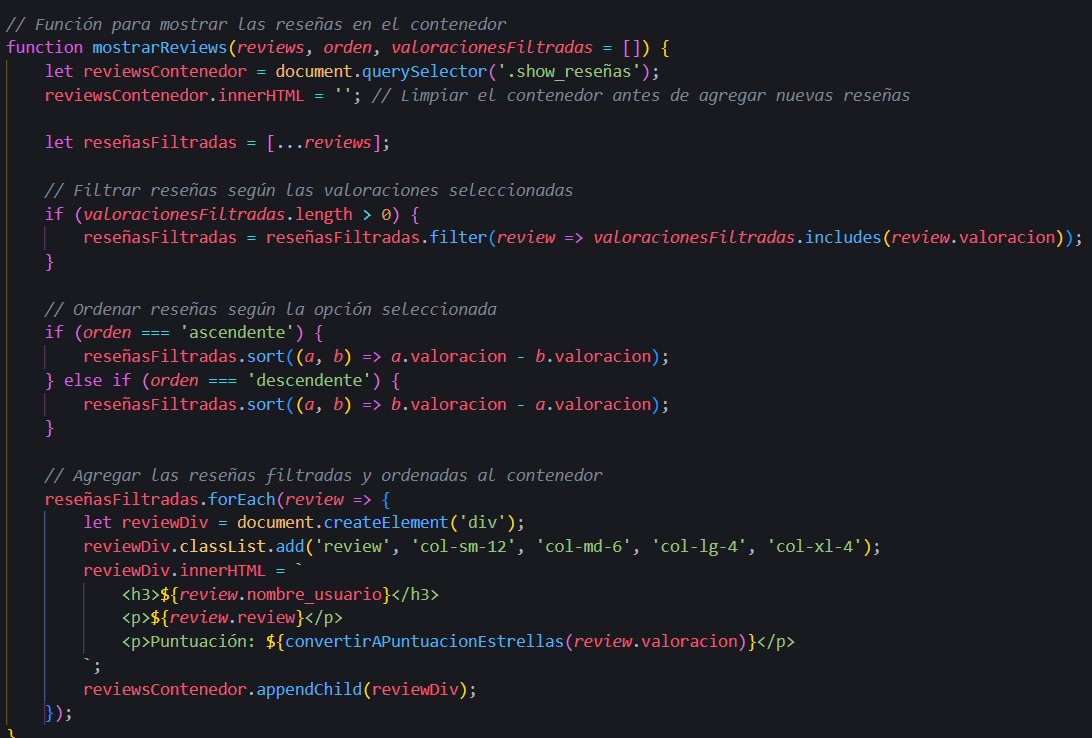 // Función para mostrar las reseñas en el contenedor
function mostrarReviews(reviews, orden, valoracionesFiltradas = []) {
    let reviewsContenedor = document.querySelector('.show_reseñas');
    reviewsContenedor.innerHTML = ''; // Limpiar el contenedor antes de agregar nuevas reseñas

    let reseñasFiltradas = [...reviews];

    // Filtrar reseñas según las valoraciones seleccionadas
    if (valoracionesFiltradas.length > 0) {
        reseñasFiltradas = reseñasFiltradas.filter(review => valoracionesFiltradas.includes(review.valoracion));
    }

    // Ordenar reseñas según la opción seleccionada
    if (orden === 'ascendente') {
        reseñasFiltradas.sort((a, b) => a.valoracion - b.valoracion);
    } else if (orden === 'descendente') {
        reseñasFiltradas.sort((a, b) => b.valoracion - a.valoracion);
    }

    // Agregar las reseñas filtradas y ordenadas al contenedor
    reseñasFiltradas.forEach(review => {
        let reviewDiv = document.createElement('div');
        reviewDiv.classList.add('review', 'col-sm-12', 'col-md-6', 'col-lg-4', 'col-xl-4');
        reviewDiv.innerHTML = `
            <h3>${review.nombre_usuario}</h3>
            <p>${review.review}</p>
            <p>Puntuación: ${convertirAPuntuacionEstrellas(review.valoracion)}</p>
        `;
        reviewsContenedor.appendChild(reviewDiv);
    });
}